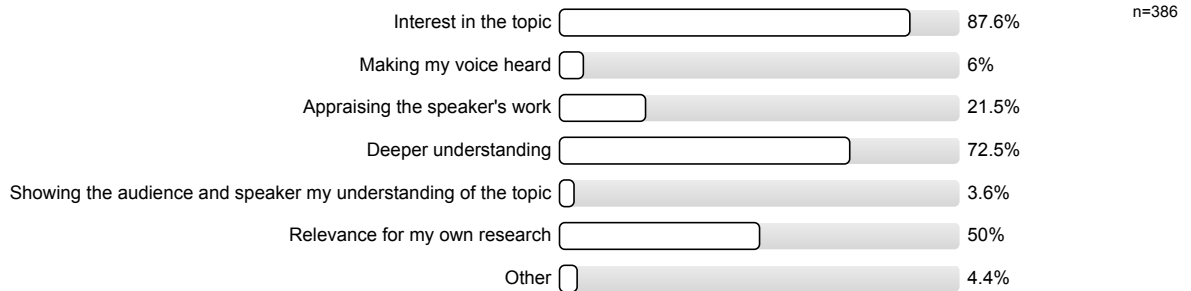 Interest in the topic 87.6% n=386
Making my voice heard 6%
Appraising the speaker's work 21.5%
Deeper understanding 72.5%
Showing the audience and speaker my understanding of the topic 3.6%
Relevance for my own research 50%
Other 4.4%